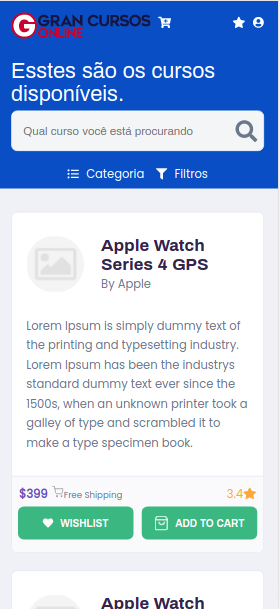 GRAN CURSOS
ONLINE
Esstes são os cursos
disponíveis.
Qual curso você está procurando
Categoria Filtros
Apple Watch
Series 4 GPS
By Apple
Lorem Ipsum is simply dummy text of
the printing and typesetting industry.
Lorem Ipsum has been the industrys
standard dummy text ever since the
1500s, when an unknown printer took a
galley of type and scrambled it to
make a type specimen book.
$399 Free Shipping 3.4
WISHLIST ADD TO CART
Apple Watch